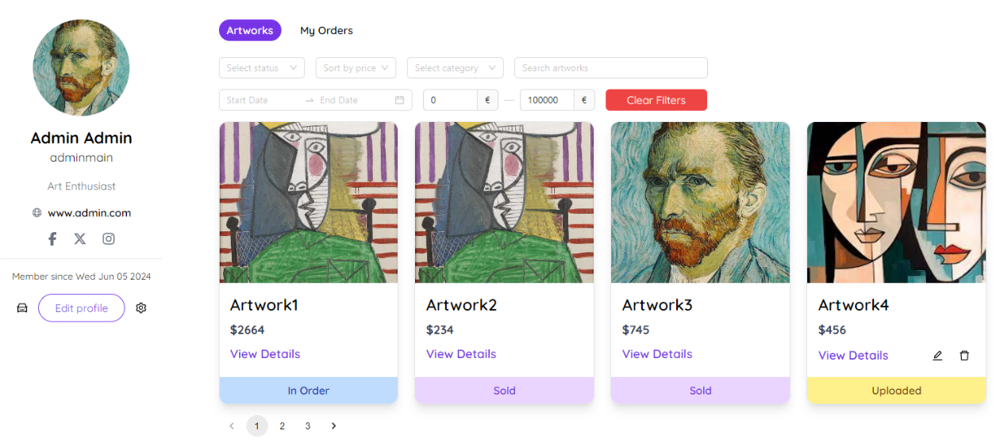 Admin Admin
adminmain
Art Enthusiast
www.admin.com
Member since Wed Jun 05 2024
Edit profile
Artworks My Orders
Select status Sort by price Select category Search artworks
Start Date End Date 0 € 100000 € Clear Filters
Artwork1
$2664
View Details
In Order
Artwork2
$234
View Details
Sold
Artwork3
$745
View Details
Sold
Artwork4
$456
View Details
Uploaded
1 2 3